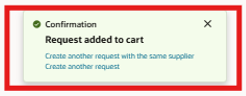 Confirmation
Request added to cart
Create another request with the same supplier
Create another request